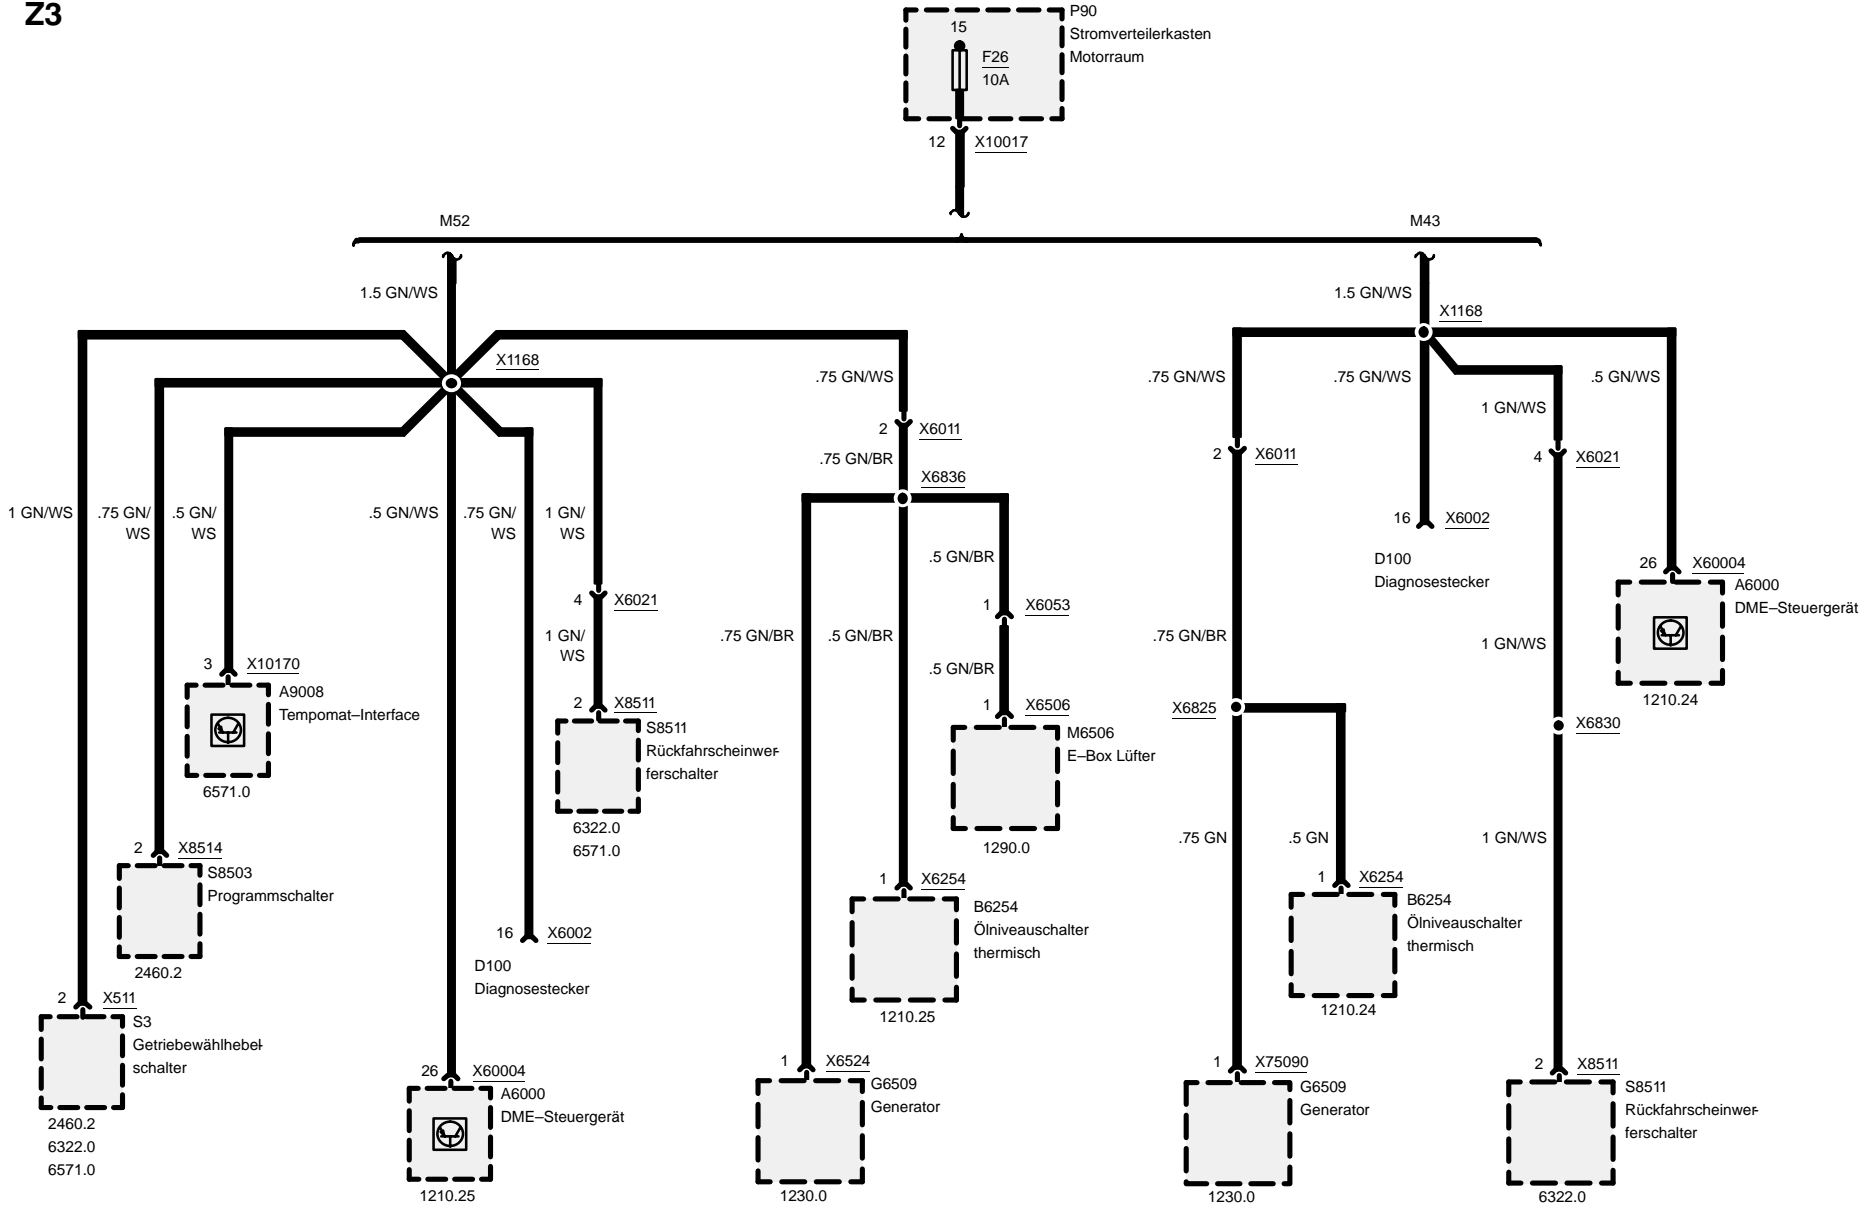 Z3
P90
Stromverteilerkasten
Motorraum
15
F26
10A
12 X10017
M52
M43
1.5 GN/WS
1.5 GN/WS
X1168
X1168
.75 GN/WS
2 X6011
.75 GN/BR
X6836
1 GN/WS
.75 GN/
WS
.5 GN/
WS
.5 GN/WS
.75 GN/
WS
1 GN/
WS
4 X6021
1 GN/
WS
2 X8511
S8511
Rückfahrscheinwer-
ferschalter
6322.0
6571.0
3 X10170
A9008
Tempomat–Interface
6571.0
2 X8514
S8503
Programmschalter
2460.2
2 X511
S3
Getriebewählhebel-
schalter
2460.2
6322.0
6571.0
16 X6002
D100
Diagnosestecker
26 X60004
A6000
DME–Steuergerät
1210.25
.75 GN/BR
.5 GN/BR
.5 GN/BR
1 X6053
.5 GN/BR
1 X6506
M6506
E–Box Lüfter
1290.0
1 X6254
B6254
Ölniveauschalter
thermisch
1210.25
1 X6524
G6509
Generator
1230.0
.75 GN/WS
.75 GN/WS
1 GN/WS
.5 GN/WS
2 X6011
4 X6021
16 X6002
D100
Diagnosestecker
26 X60004
A6000
DME–Steuergerät
1210.24
.75 GN/BR
1 GN/WS
X6825
X6830
.75 GN
.5 GN
1 GN/WS
1 X6254
B6254
Ölniveauschalter
thermisch
1210.24
1 X75090
G6509
Generator
1230.0
2 X8511
S8511
Rückfahrscheinwer-
ferschalter
6322.0